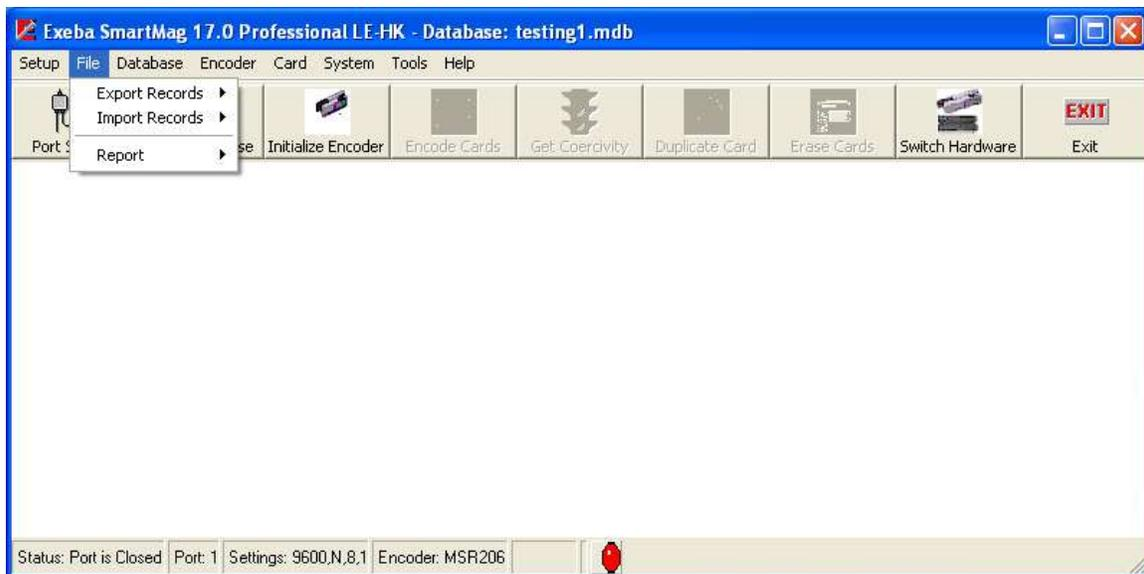 Exeba SmartMag 17.0 Professional LE-HK - Database: testing1.mdb
Setup File Database Encoder Card System Tools Help
Export Records
Import Records
Report
Port S
se
Initialize Encoder
Encode Cards
Get Coercivity
Duplicate Card
Erase Cards
Switch Hardware
EXIT
Exit
Status: Port is Closed Port: 1 Settings: 9600,N,8,1 Encoder: MSR206